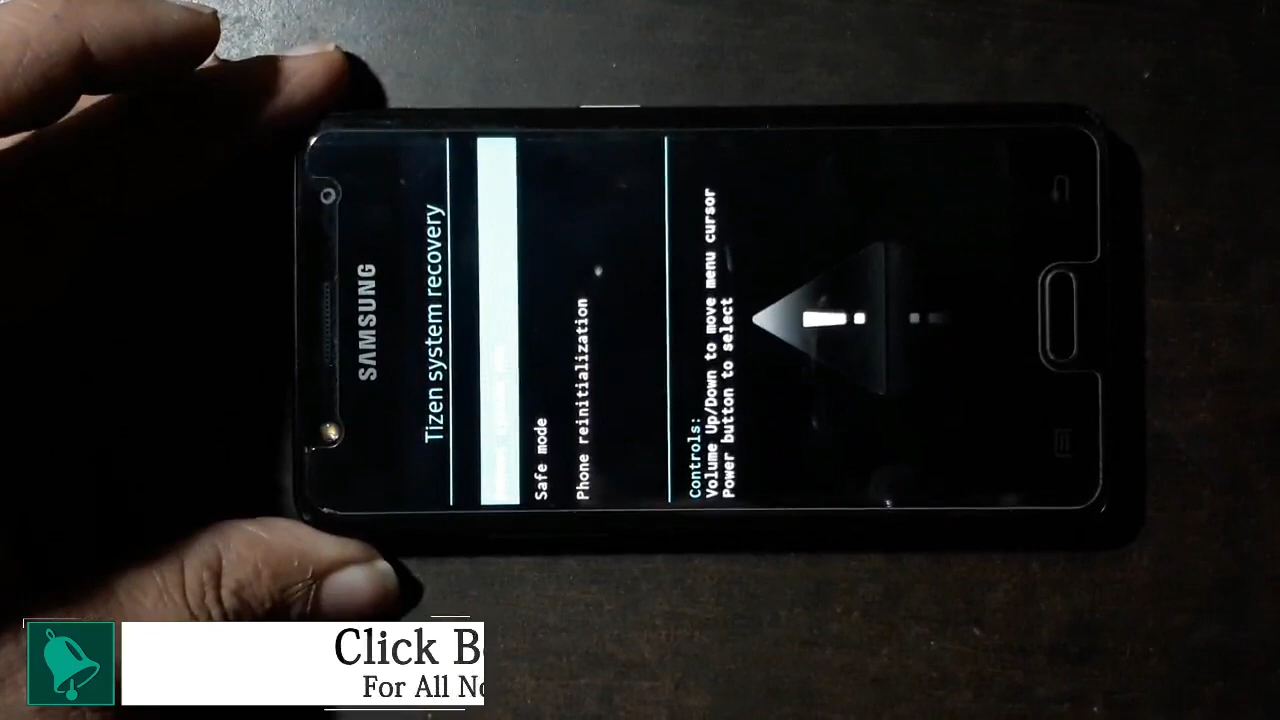 SAMSUNG
Tizen system recovery
Safe mode
Phone reinitialization
Controls:
Volume Up/Down to move menu cursor
Power button to select
Click
For All